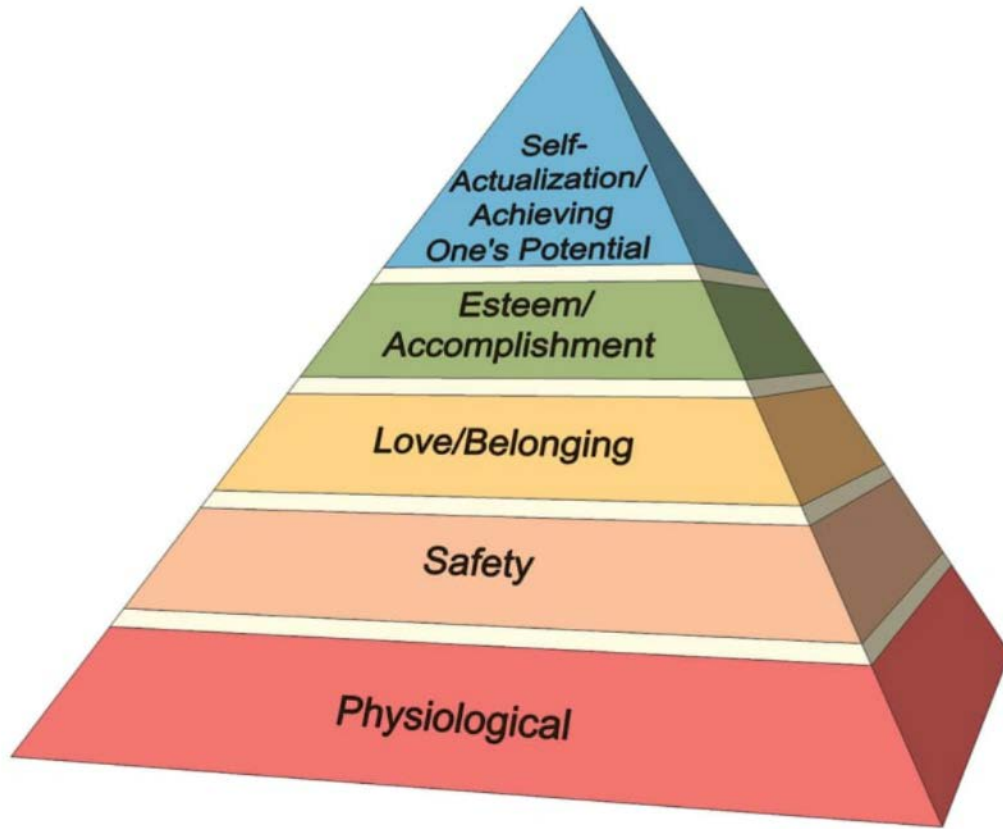 Self-
Actualization/
Achieving
One's Potential
Esteem/
Accomplishment
Love/Belonging
Safety
Physiological